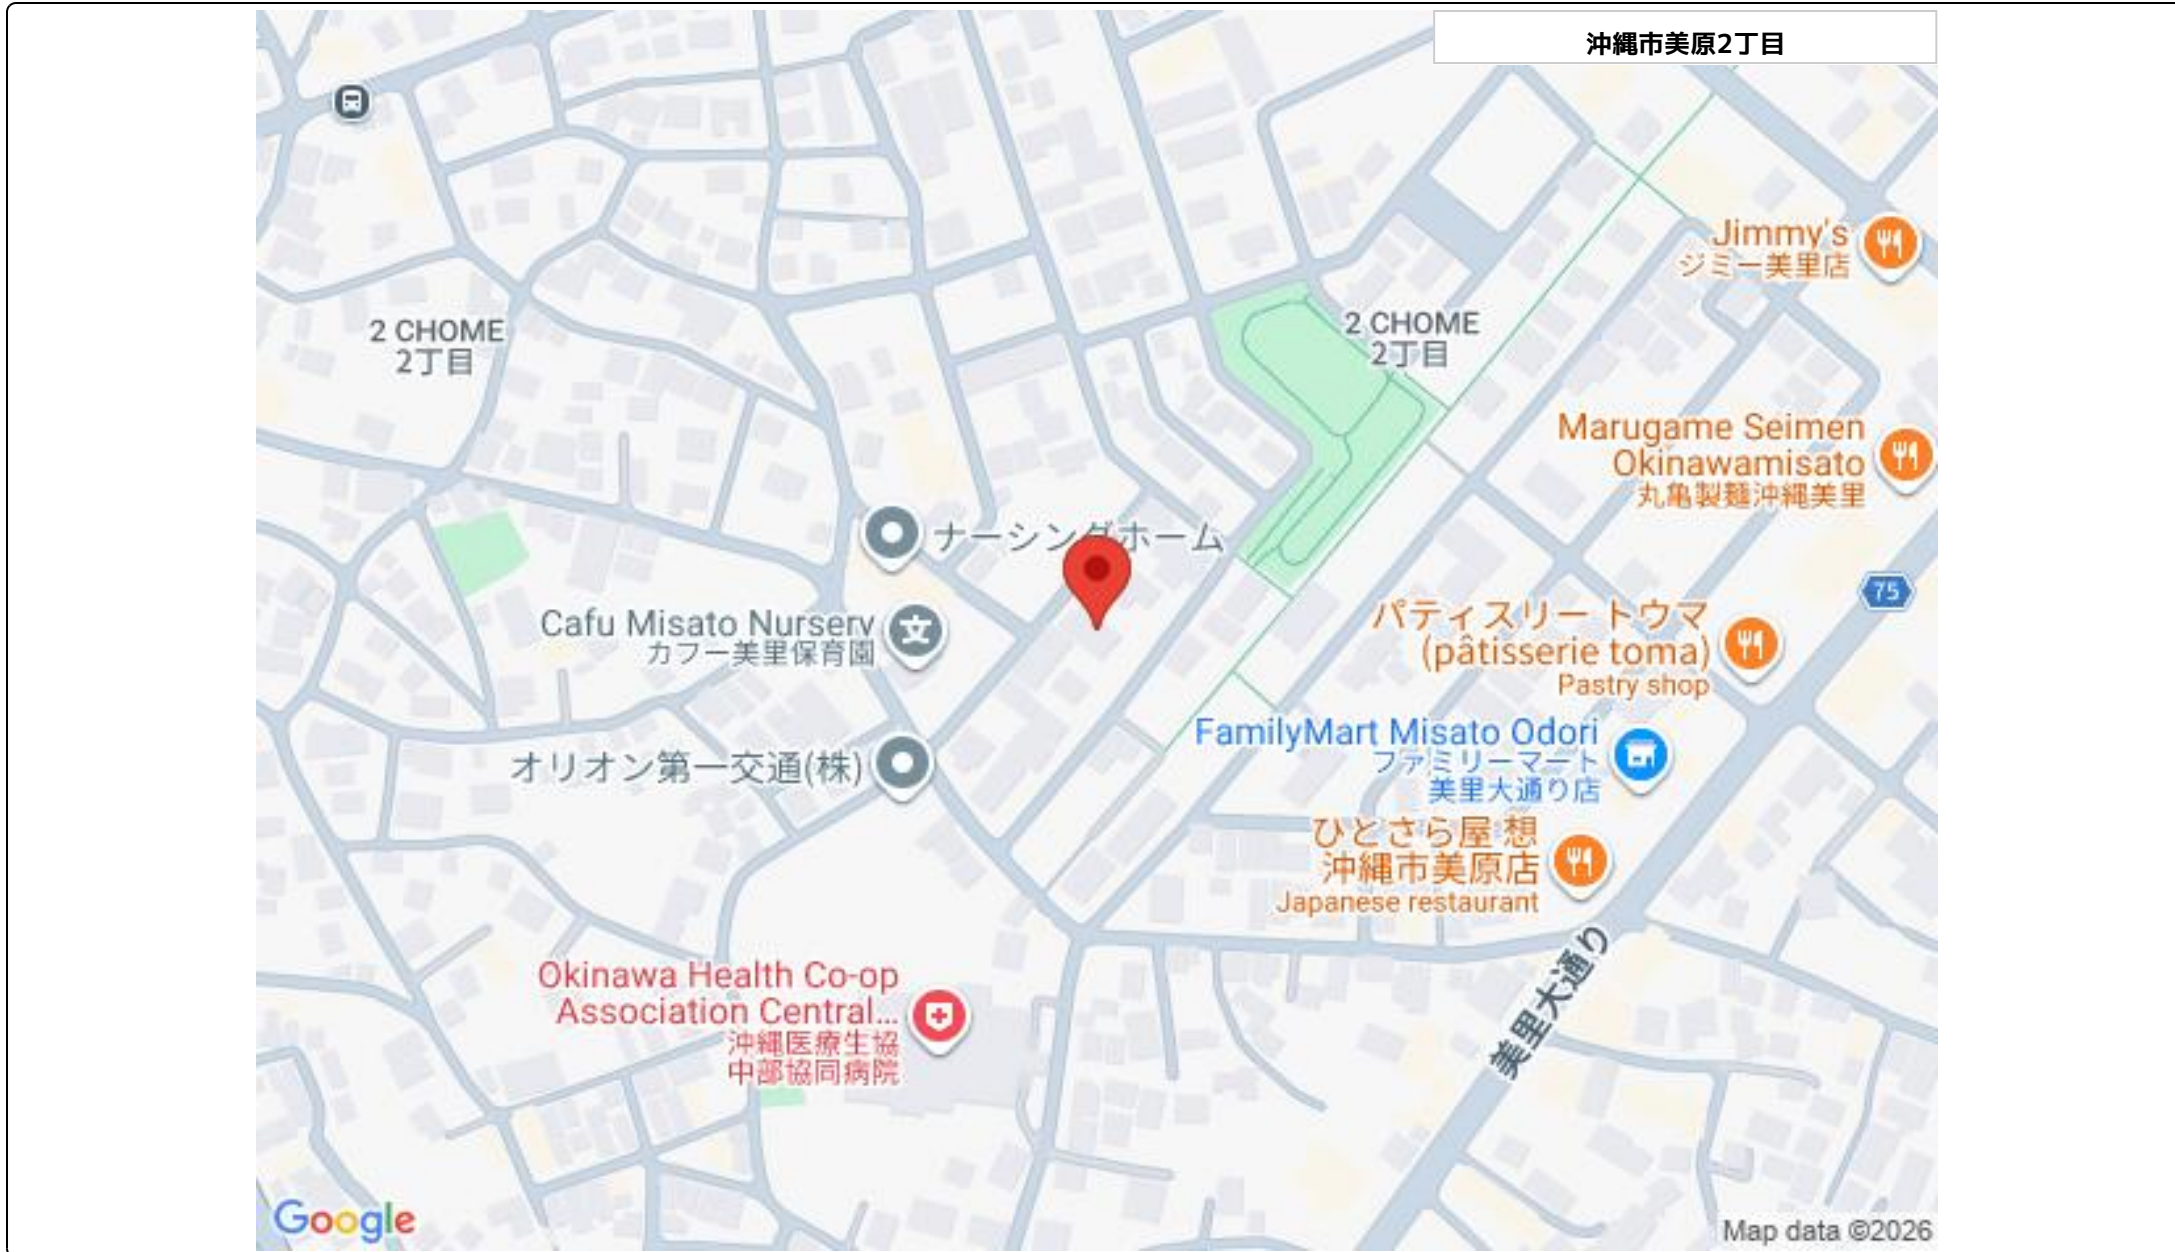 沖縄市美原2丁目
Jimmy's
ジミー美里店
2 CHOME
2丁目
2 CHOME
2丁目
Marugame Seimen
Okinawamisato
丸亀製麺沖縄美里
ナーシングホーム
75
Cafu Misato Nursery
カフー美里保育園
パティスリー トウマ
(pâtisserie toma)
Pastry shop
FamilyMart Misato Odori
ファミリーマート
美里大通り店
オリオン第一交通(株)
ひとさら屋 想
沖縄市美原店
Japanese restaurant
美里大通り
Okinawa Health Co-op
Association Central...
沖縄医療生協
中部協同病院
Google
Map data ©2026